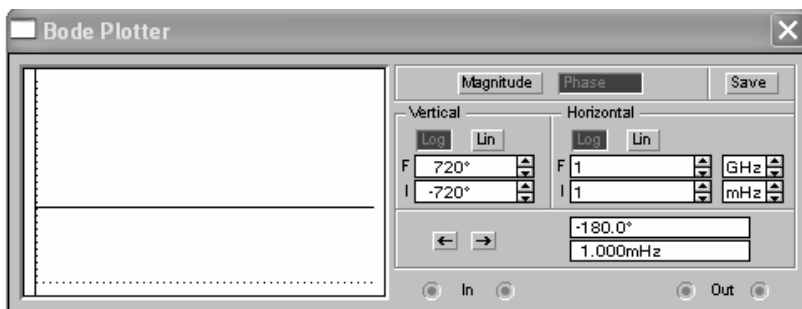 Bode Plotter
Magnitude Phase Save
Vertical Horizontal
Log Lin Log Lin
F 720° F 1 GHz
I -720° I 1 mHz
← → -180.0°
1.000mHz
In Out